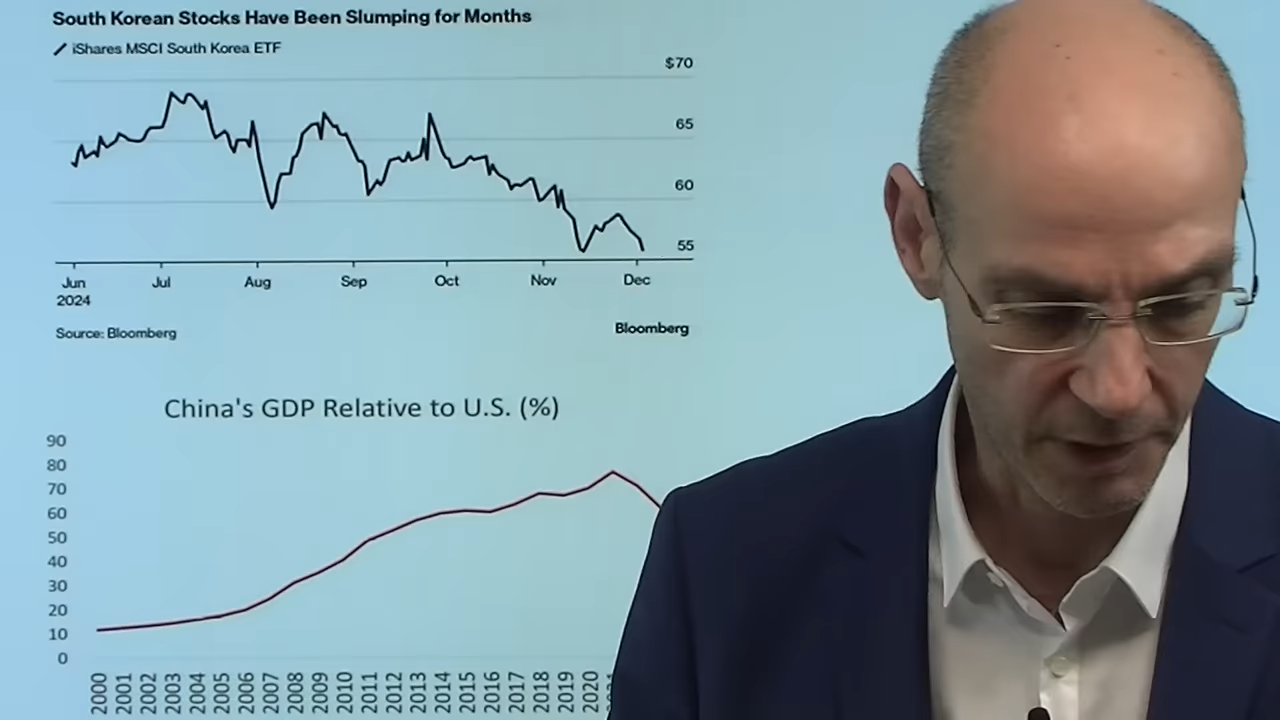 South Korean Stocks Have Been Slumping for Months
iShares MSCI South Korea ETF
$70
65
60
55
Jun Jul Aug Sep Oct Nov Dec
2024
Source: Bloomberg
Bloomberg
China's GDP Relative to U.S. (%)
90
80
70
60
50
40
30
20
10
0
2000 2001 2002 2003 2004 2005 2006 2007 2008 2009 2010 2011 2012 2013 2014 2015 2016 2017 2018 2019 2020